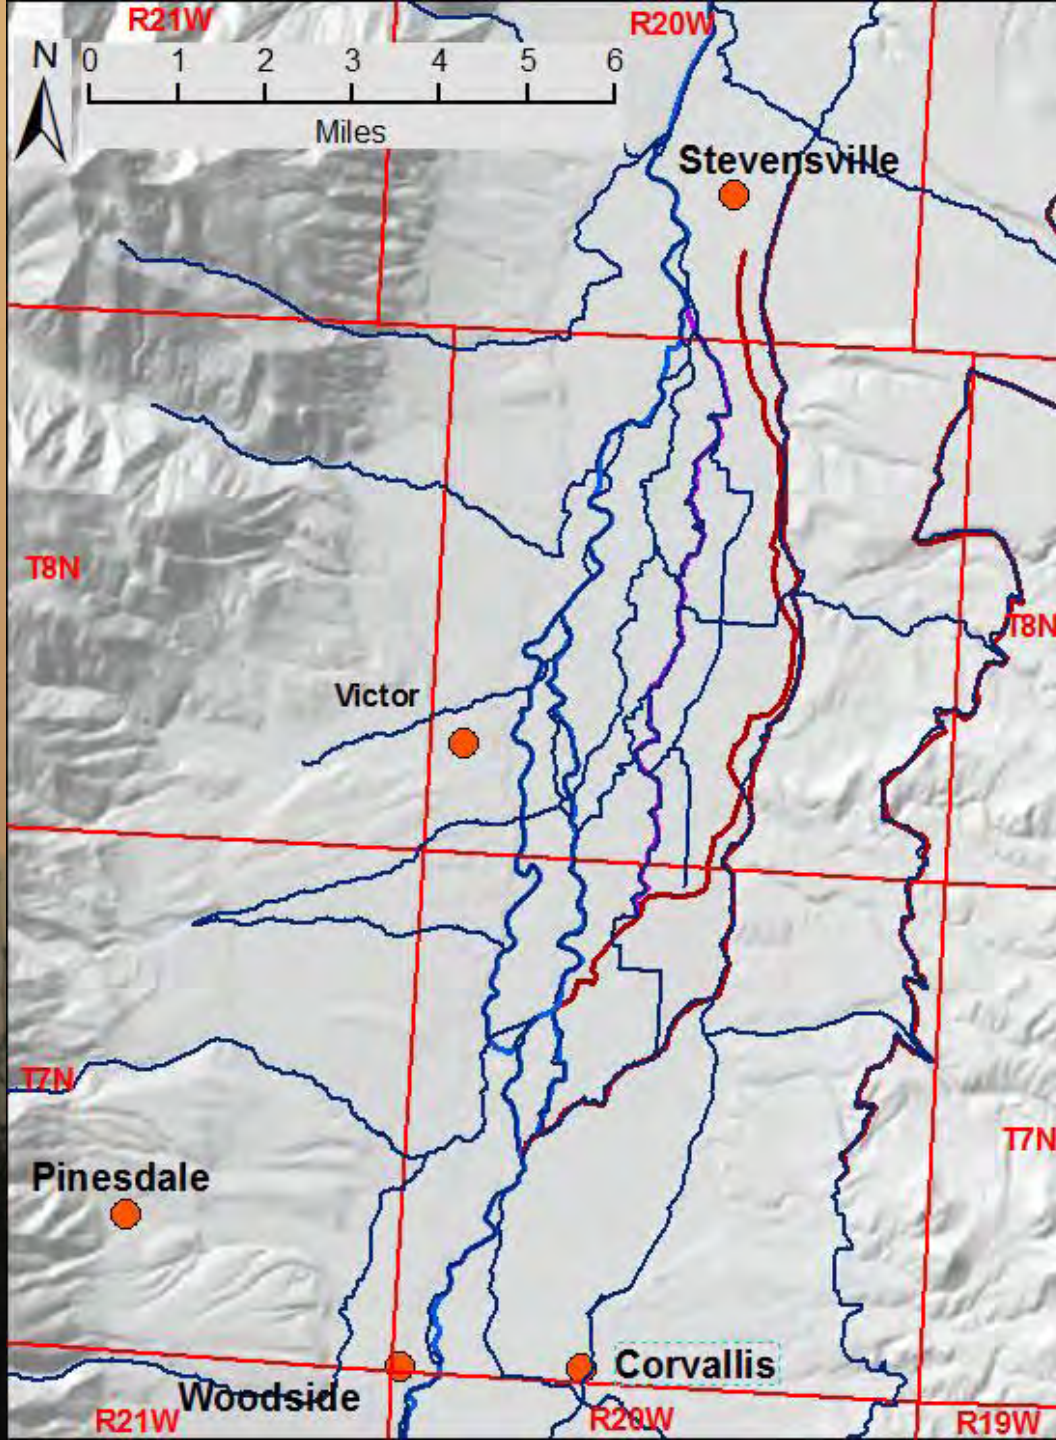 R21W
R20W
N
0 1 2 3 4 5 6
Miles
Stevensville
T8N
T8N
Victor
T7N
T7N
Pinesdale
Corvallis
Woodside
R21W
R20W
R19W